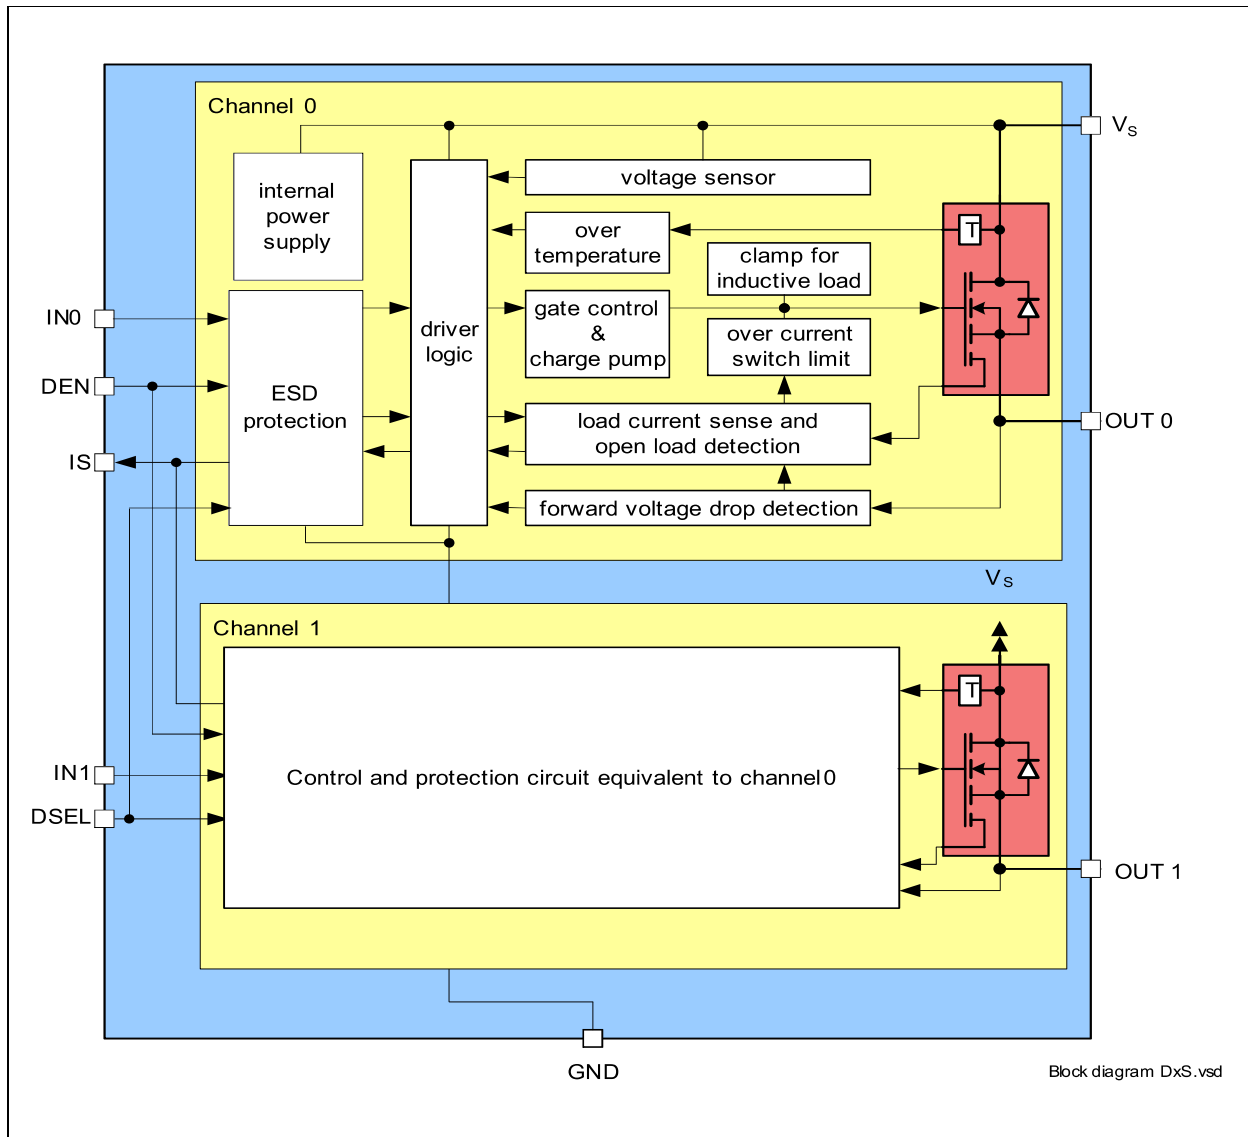 Channel 0
VS
internal
power
supply
voltage sensor
over
temperature
T
clamp for
inductive load
IN0
gate control
&
charge pump
driver
logic
over current
switch limit
DEN
ESD
protection
load current sense and
open load detection
OUT 0
IS
forward voltage drop detection
VS
Channel 1
T
IN1
Control and protection circuit equivalent to channel 0
DSEL
OUT 1
GND
Block diagram DxS.vsd